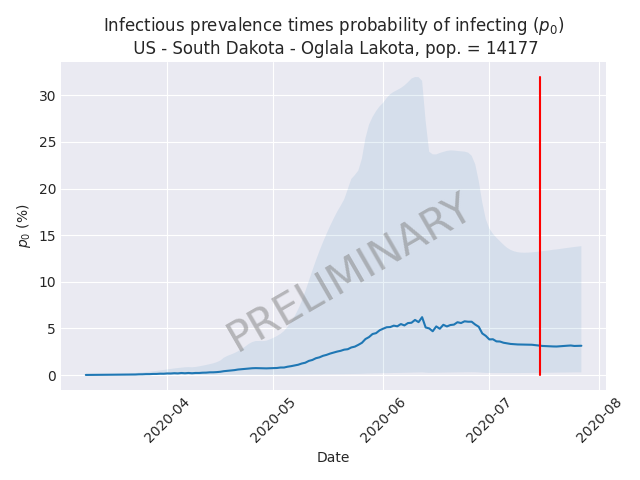 Infectious prevalence times probability of infecting (p₀)
US - South Dakota - Oglala Lakota, pop. = 14177
30
25
20
15
10
5
0
p₀ (%)
PRELIMINARY
2020-04
2020-05
2020-06
2020-07
2020-08
Date